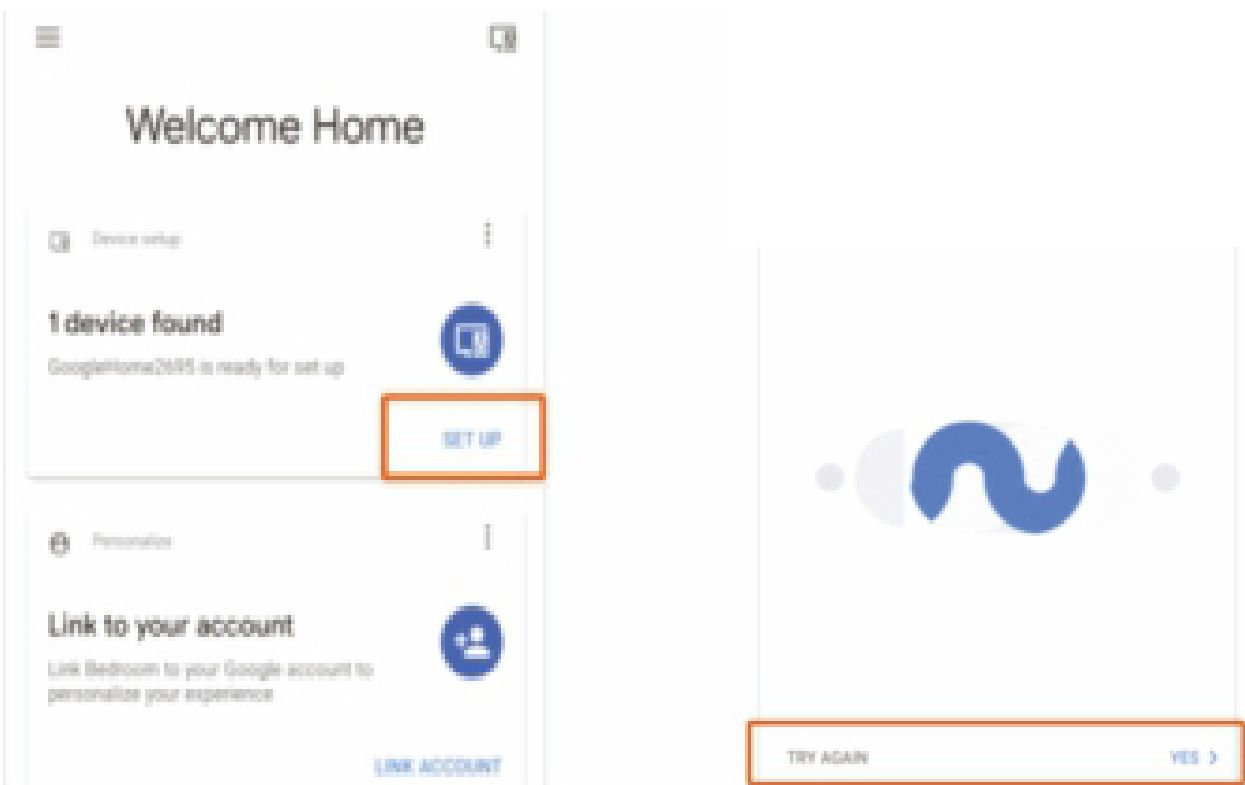 Welcome Home
Device setup
1 device found
GoogleHome2695 is ready for set up
SET UP
Personalize
Link to your account
Link Bedroom to your Google account to
personalize your experience
LINK ACCOUNT
TRY AGAIN
YES